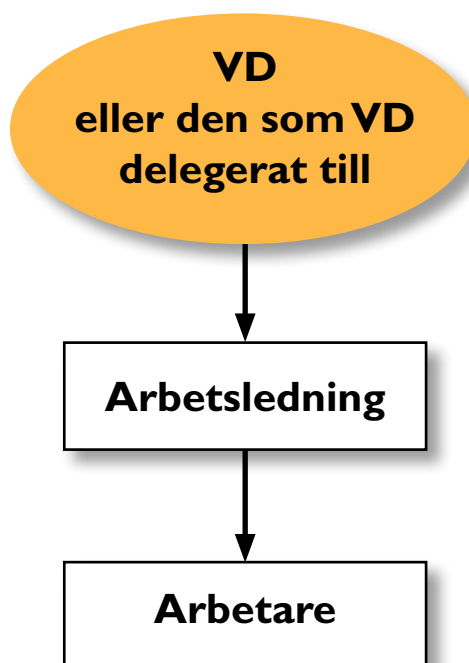 VD
eller den som VD
delegerat till
Arbetsledning
Arbetare